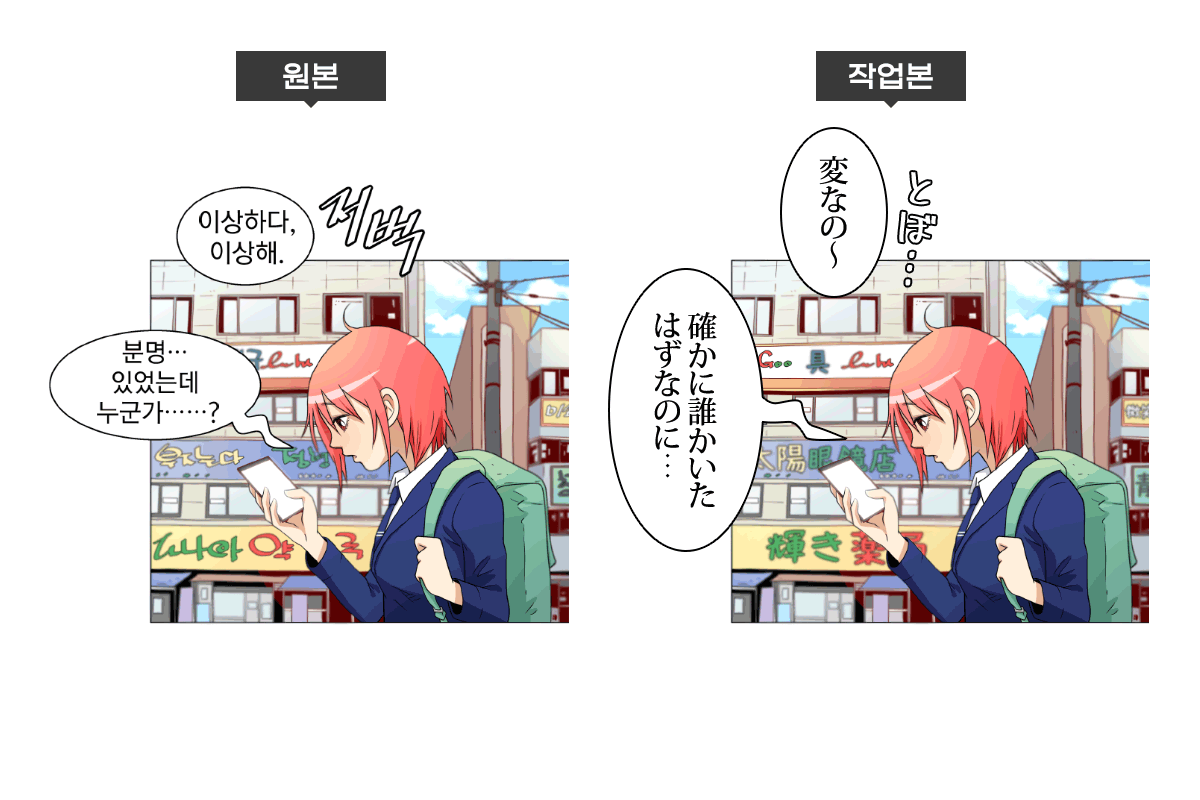 원본
이상하다,
이상해.
저벅
분명…
있었는데
누군가……?
작업본
変なの〜
とぼ…
確かに誰かいた
はずなのに…
Goo 具
太陽眼鏡店
輝き薬局